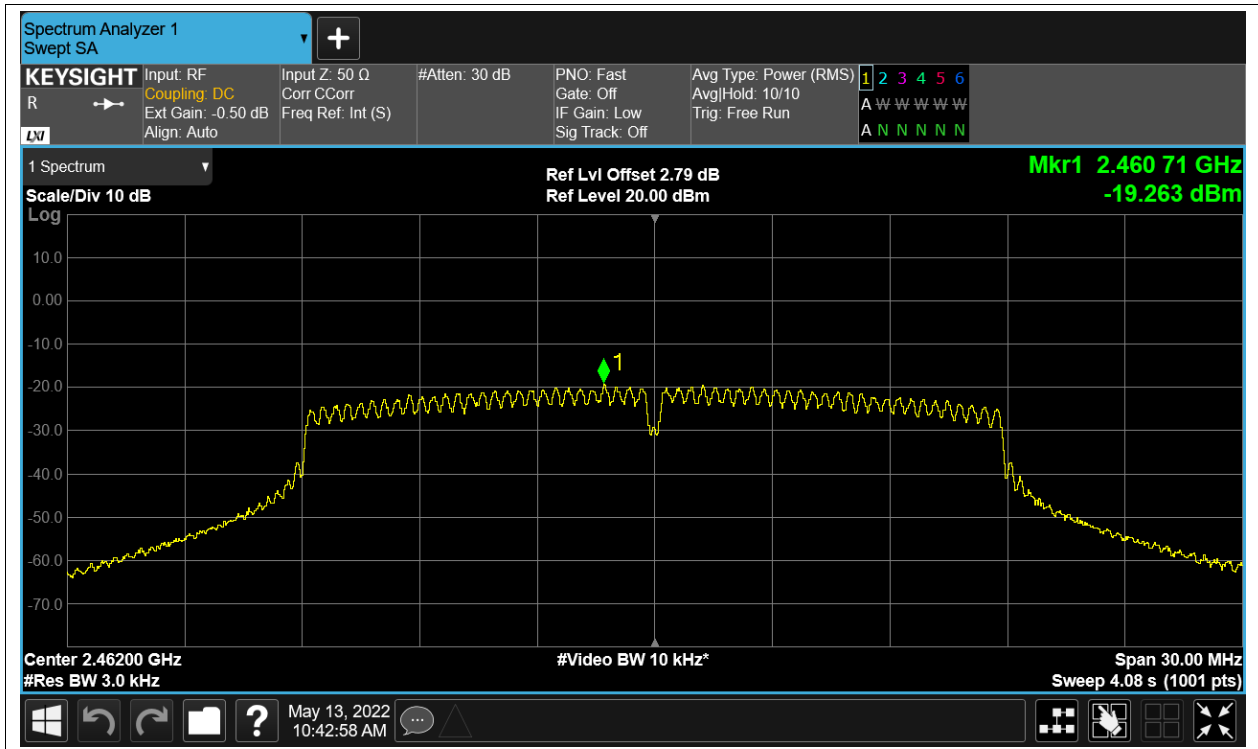 Spectrum Analyzer 1
Swept SA
KEYSIGHT
R
LXI
Input: RF
Coupling: DC
Ext Gain: -0.50 dB
Align: Auto
Input Z: 50 Ω
Corr CCorr
Freq Ref: Int (S)
#Atten: 30 dB
PNO: Fast
Gate: Off
IF Gain: Low
Sig Track: Off
Avg Type: Power (RMS)
Avg|Hold: 10/10
Trig: Free Run
1 2 3 4 5 6
A W W W W W
A N N N N N
1 Spectrum
Scale/Div 10 dB
Log
Ref Lvl Offset 2.79 dB
Ref Level 20.00 dBm
Mkr1 2.460 71 GHz
-19.263 dBm
10.0
0.00
-10.0
-20.0
-30.0
-40.0
-50.0
-60.0
-70.0
1
Center 2.46200 GHz
#Res BW 3.0 kHz
#Video BW 10 kHz*
Span 30.00 MHz
Sweep 4.08 s (1001 pts)
?
May 13, 2022
10:42:58 AM